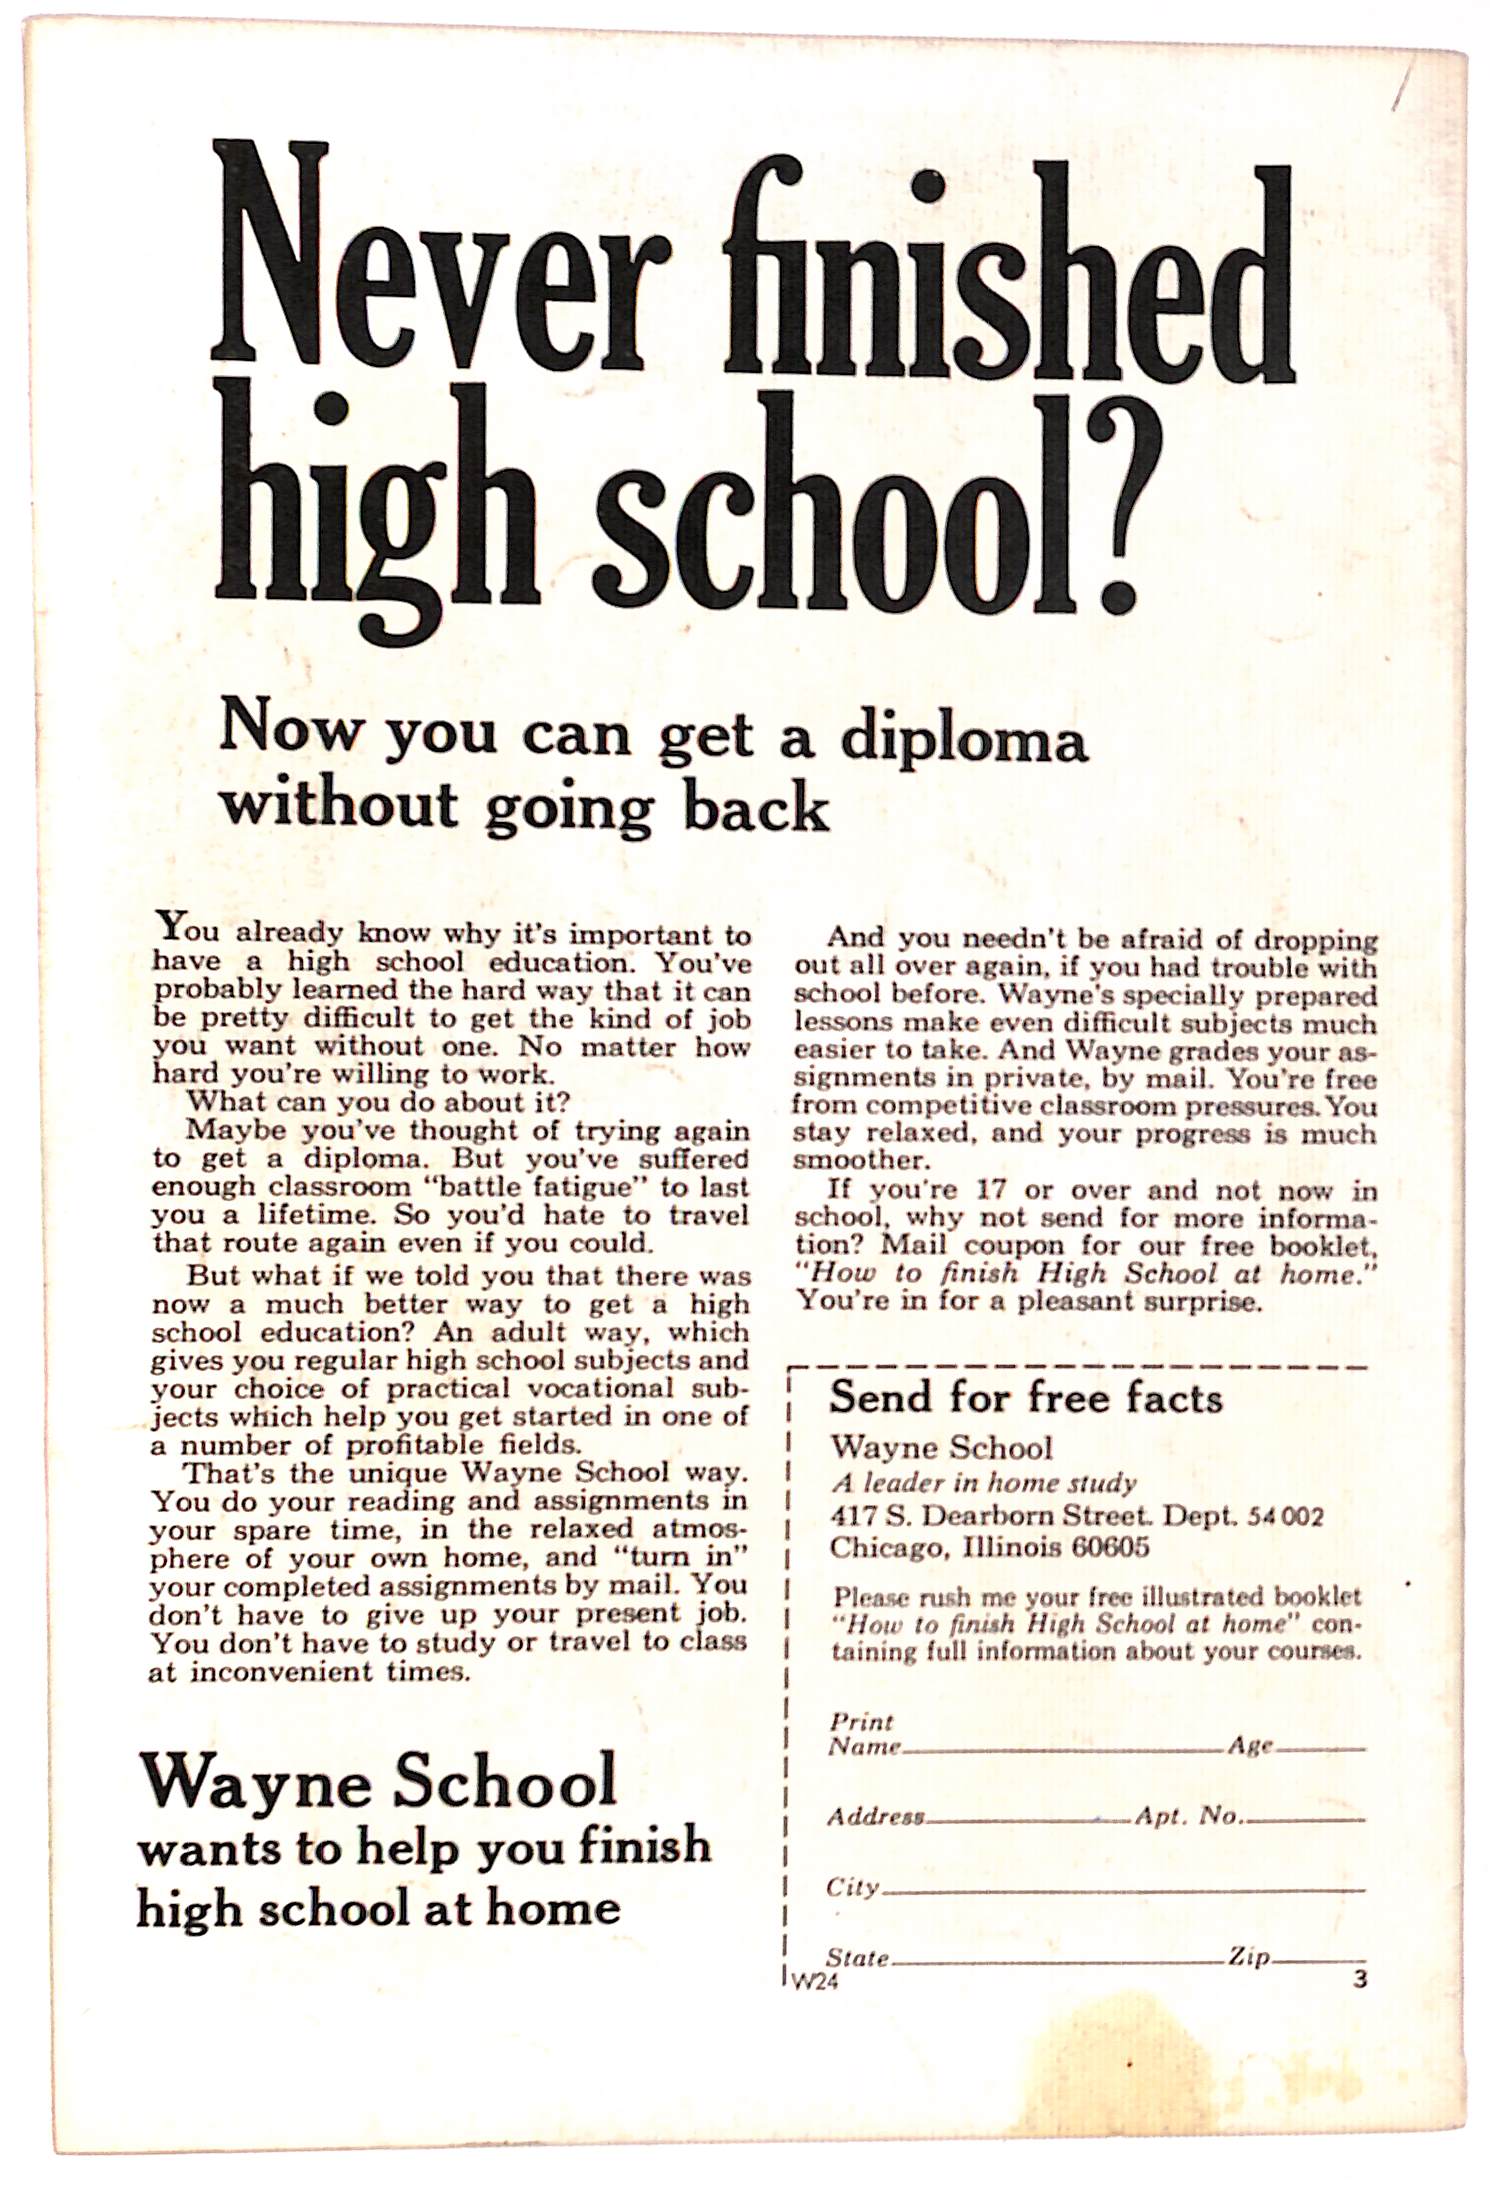 Never finished
high school?
Now you can get a diploma
without going back
You already know why it's important to
have a high school education. You've
probably learned the hard way that it can
be pretty difficult to get the kind of job
you want without one. No matter how
hard you're willing to work.
What can you do about it?
Maybe you've thought of trying again
to get a diploma. But you've suffered
enough classroom "battle fatigue" to last
you a lifetime. So you'd hate to travel
that route again even if you could.
But what if we told you that there was
now a much better way to get a high
school education? An adult way, which
gives you regular high school subjects and
your choice of practical vocational sub-
jects which help you get started in one of
a number of profitable fields.
That's the unique Wayne School way.
You do your reading and assignments in
your spare time, in the relaxed atmos-
phere of your own home, and "turn in"
your completed assignments by mail. You
don't have to give up your present job.
You don't have to study or travel to class
at inconvenient times.
Wayne School
wants to help you finish
high school at home
And you needn't be afraid of dropping
out all over again, if you had trouble with
school before. Wayne's specially prepared
lessons make even difficult subjects much
easier to take. And Wayne grades your as-
signments in private, by mail. You're free
from competitive classroom pressures. You
stay relaxed, and your progress is much
smoother.
If you're 17 or over and not now in
school, why not send for more informa-
tion? Mail coupon for our free booklet,
"How to finish High School at home."
You're in for a pleasant surprise.
Send for free facts
Wayne School
A leader in home study
417 S. Dearborn Street. Dept. 54 002
Chicago, Illinois 60605
Please rush me your free illustrated booklet
"How to finish High School at home" con-
taining full information about your courses.
Print
Name Age
Address Apt. No.
City
State Zip
W24 3